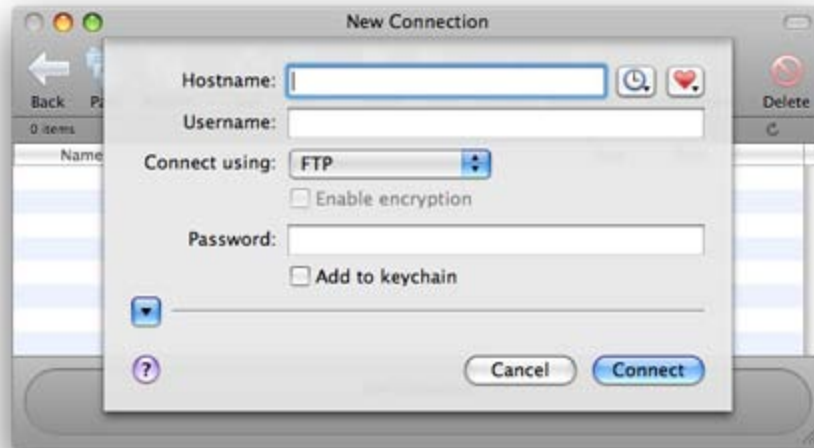 New Connection
Hostname:
Back
Delete
0 items
Username:
Name
Connect using: FTP
Enable encryption
Password:
Add to keychain
?
Cancel Connect